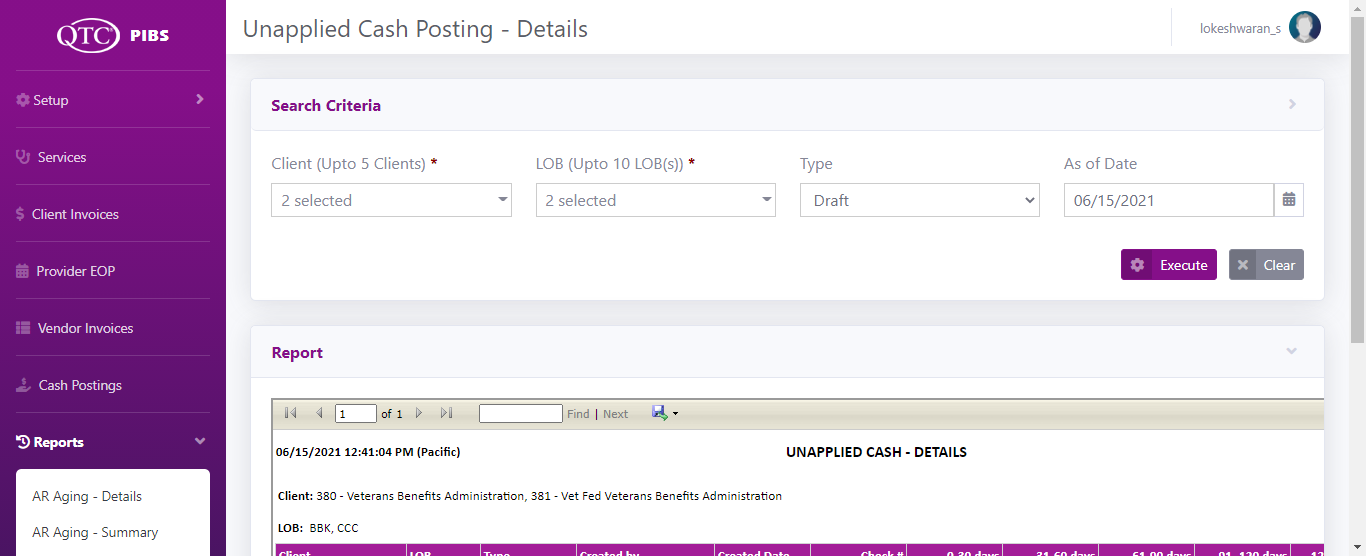 QTC PIBS
Unapplied Cash Posting - Details
lokeshwaran_s
Setup
Services
Client Invoices
Provider EOP
Vendor Invoices
Cash Postings
Reports
AR Aging - Details
AR Aging - Summary
Search Criteria
Client (Upto 5 Clients) * LOB (Upto 10 LOB(s)) * Type As of Date
2 selected 2 selected Draft 06/15/2021
Execute Clear
Report
1 of 1 Find | Next
06/15/2021 12:41:04 PM (Pacific) UNAPPLIED CASH - DETAILS
Client: 380 - Veterans Benefits Administration, 381 - Vet Fed Veterans Benefits Administration
LOB: BBK, CCC
Client LOB Type Created by Created Date Check # 0-30 days 31-60 days 61-90 days 91-120 days